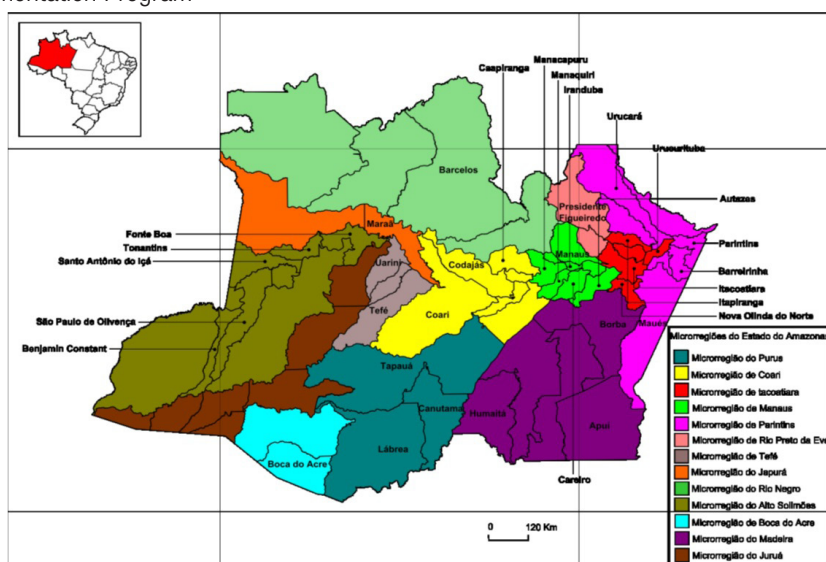 mentation Program
Manacapuru
Caapiranga
Manaquiri
Iranduba
Urucará
Urucurituba
Barcelos
Autazes
Presidente
Figueiredo
Maraã
Fonte Boa
Tonantins
Parintins
Santo Antônio do Içá
Uarini
Codajás
Manaus
Barreirinha
Itacostiara
Tefé
Itapiranga
Coari
Nova Olinda do Norte
São Paulo de Olivença
Borba
Maués
Benjamin Constant
Tapauá
Canutama
Humaitá
Apuí
Lábrea
Boca do Acre
Careiro
0 120 Km
Microrregiões do Estado do Amazonas
Microrregião do Purus
Microrregião de Coari
Microrregião de Itacostiara
Microrregião de Manaus
Microrregião de Parintins
Microrregião de Rio Preto da Eva
Microrregião de Tefé
Microrregião do Japurá
Microrregião do Rio Negro
Microrregião do Alto Solimões
Microrregião de Boca do Acre
Microrregião do Madeira
Microrregião do Juruá